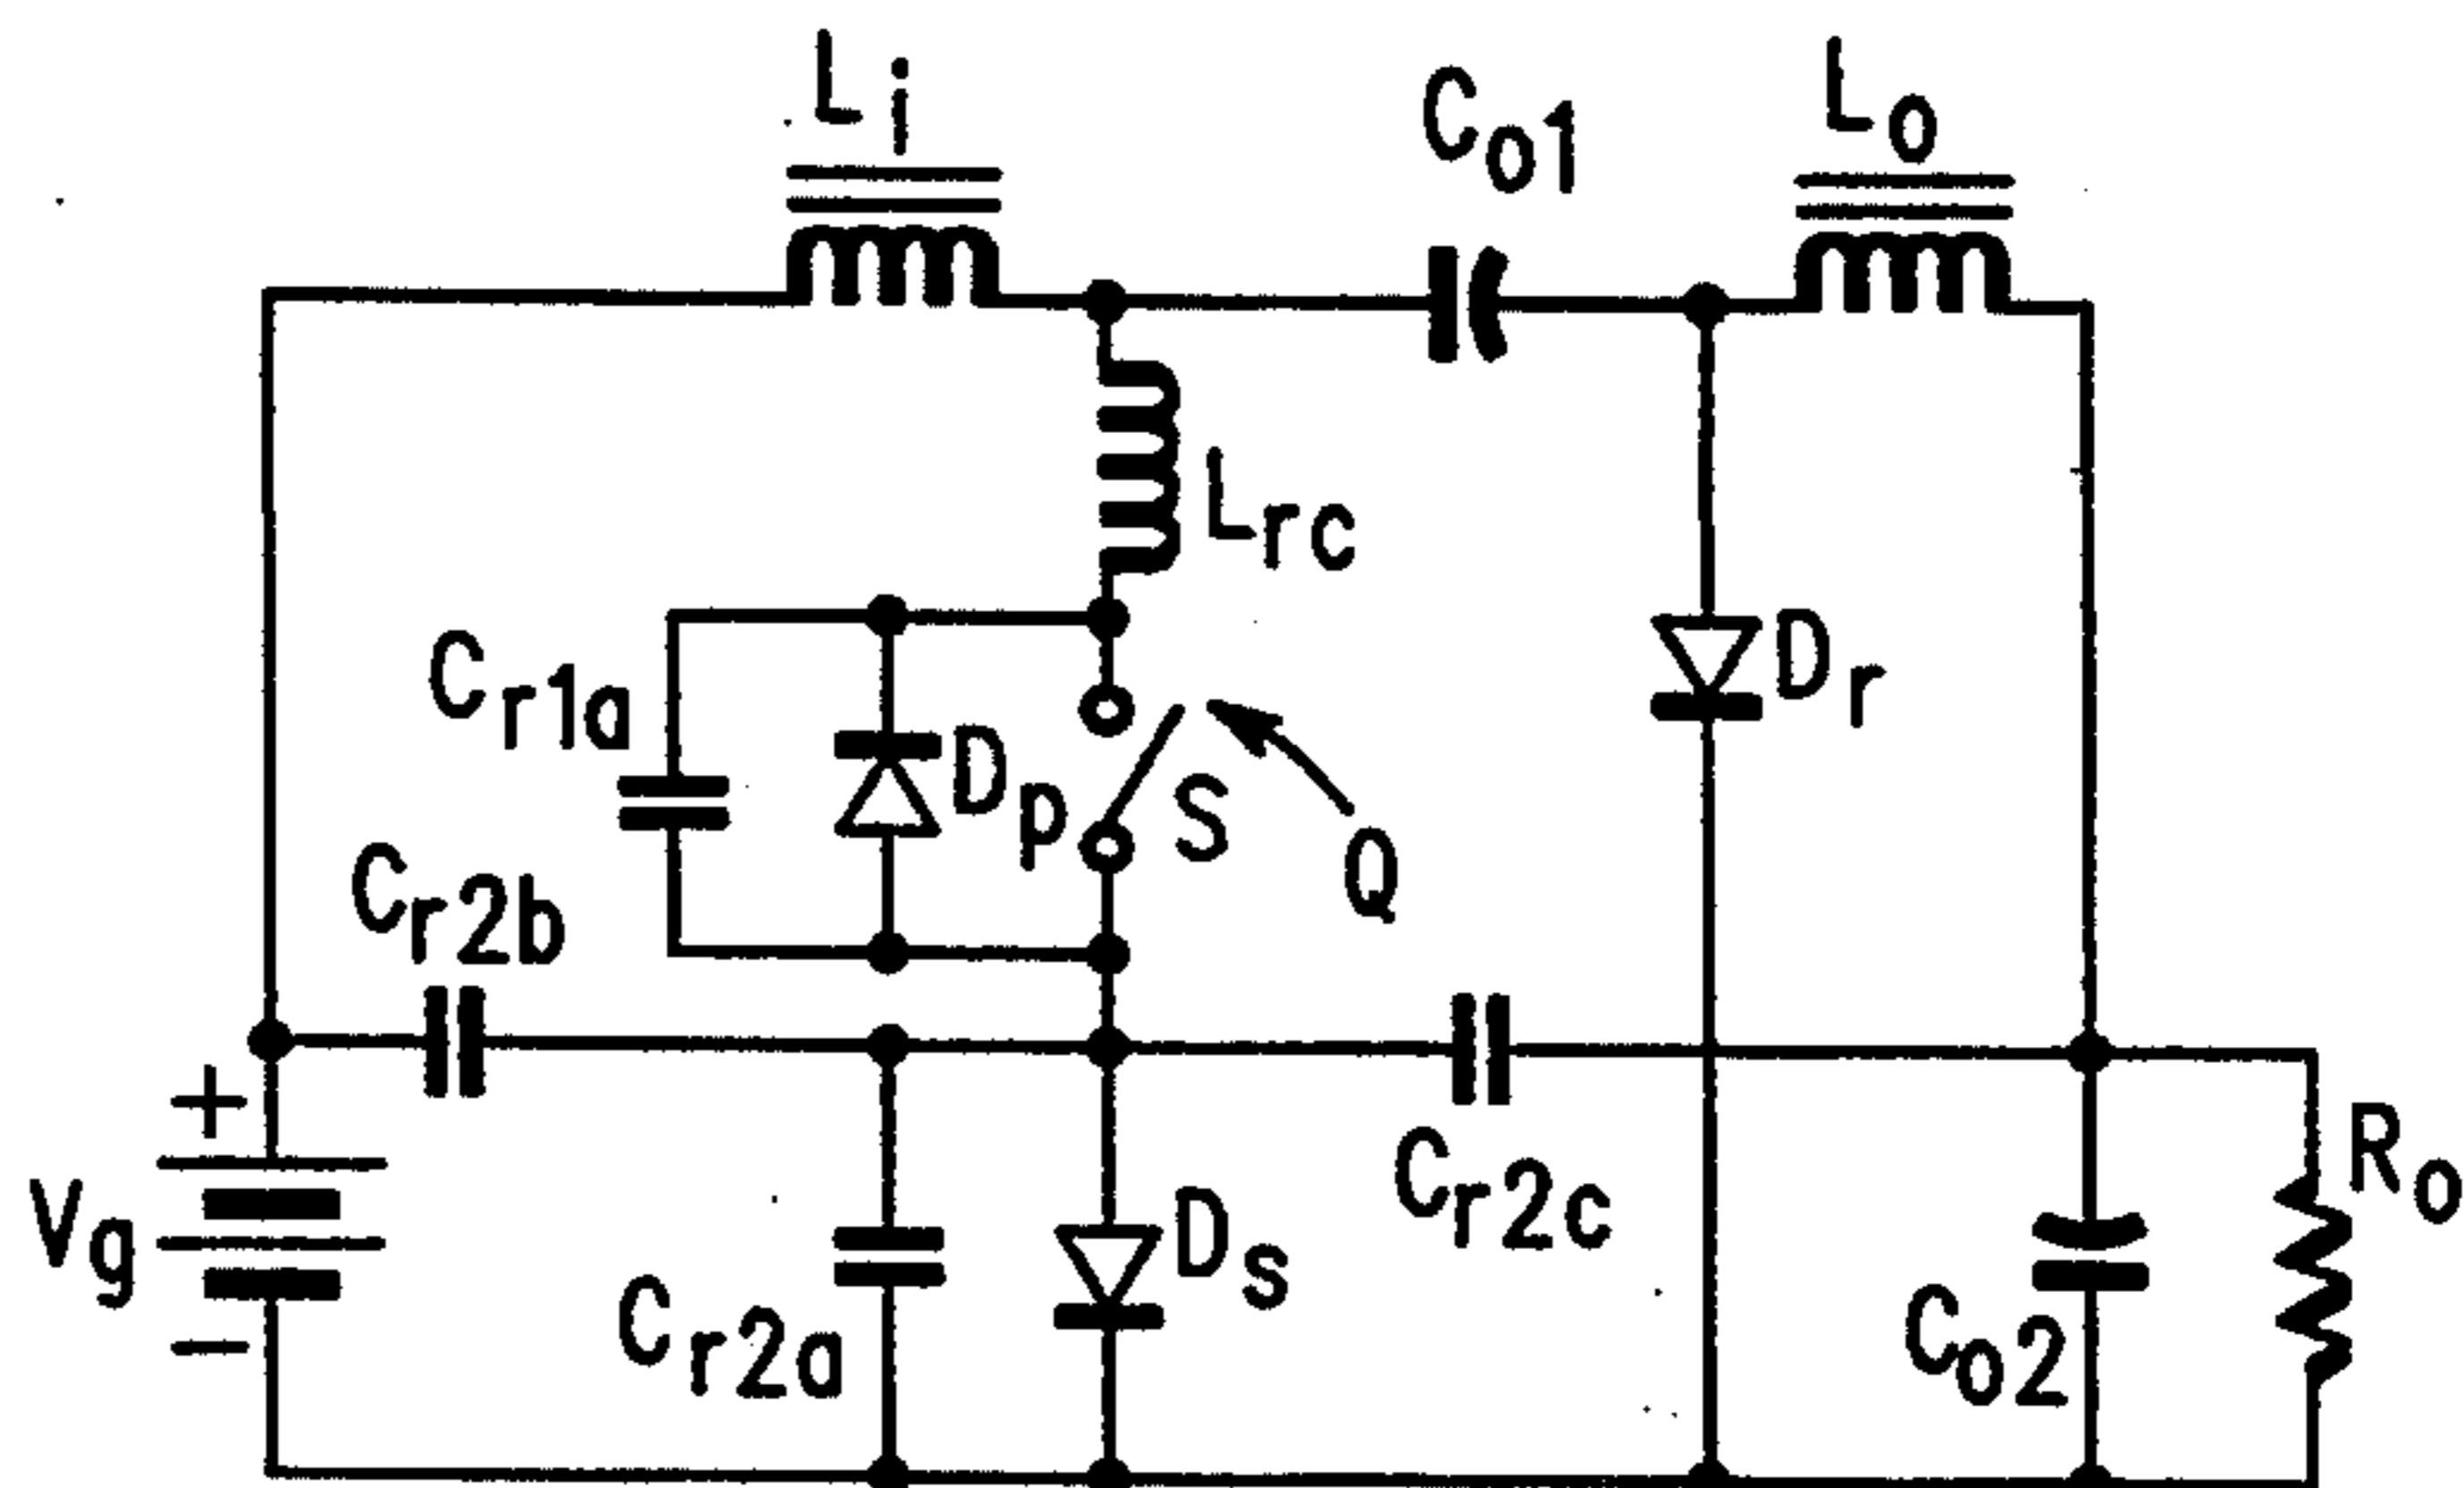 Li
Co1
Lo
Lrc
Cr1a
Dp
S
Q
Dr
Cr2b
+
Vg
−
Cr2a
Ds
Cr2c
Co2
Ro